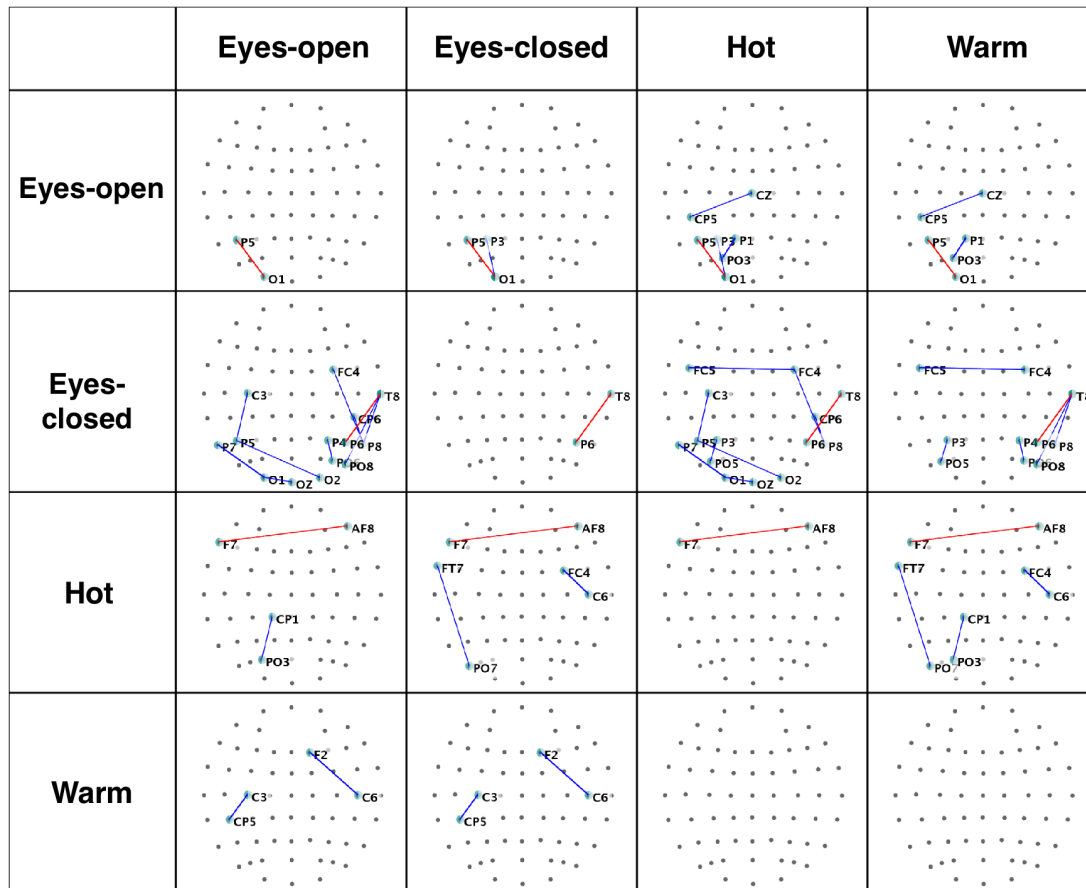 Eyes-open Eyes-closed Hot Warm
Eyes-open
P5
O1
P5 P3
O1
CZ
CP5
P5 P3 P1
PO3
O1
CZ
CP5
P5 P1
PO3
O1
Eyes-
closed
FC4
C3 T8
CP6
P7 P5 P4 P6 P8
PO8
O1 OZ O2
T8
P6
FC5 FC4
C3 T8
CP6
P7 P5 P3 P6 P8
PO5
O1 OZ O2
FC5 FC4
T8
P3 P4 P6 P8
PO5 PO8
Hot
AF8
F7
CP1
PO3
AF8
F7
FT7 FC4
C6
PO7
AF8
F7
AF8
F7
FT7 FC4
C6
CP1
PO3
Warm
F2
C3 C6
CP5
F2
C3 C6
CP5